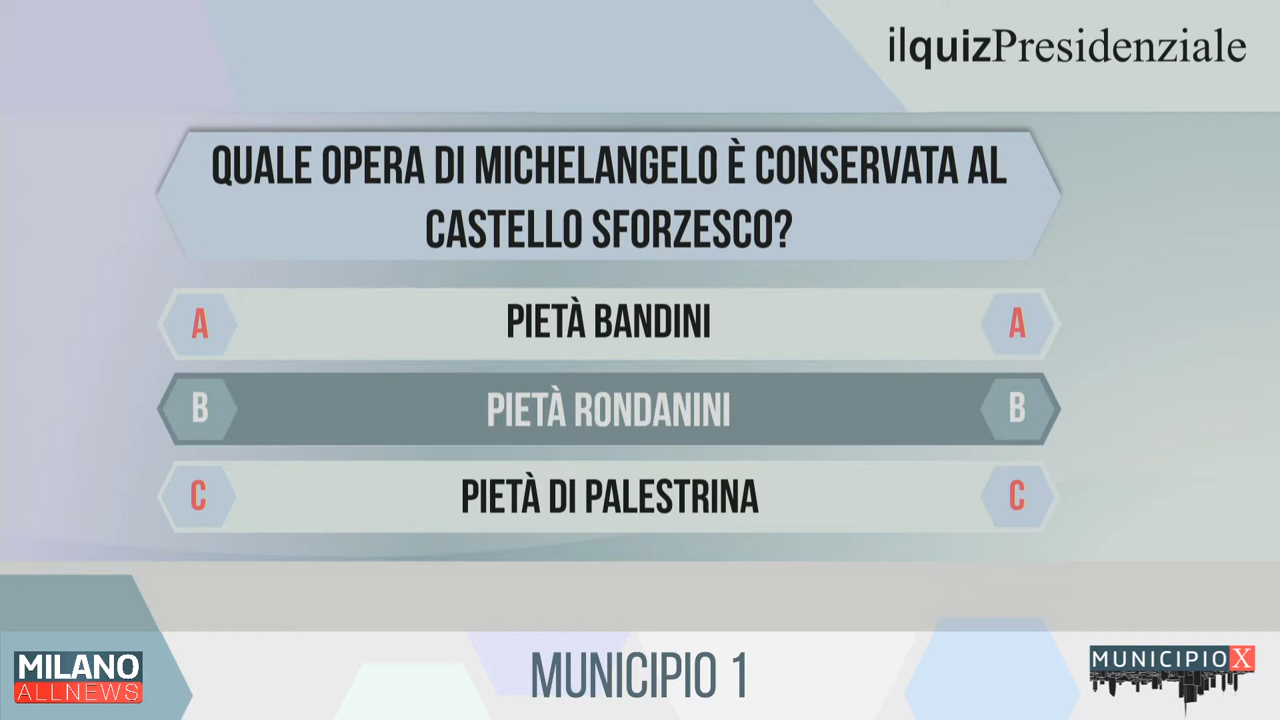 ilquizPresidenziale
QUALE OPERA DI MICHELANGELO È CONSERVATA AL
CASTELLO SFORZESCO?
A PIETÀ BANDINI A
B PIETÀ RONDANINI B
C PIETÀ DI PALESTRINA C
MILANO
ALLNEWS
MUNICIPIO 1
MUNICIPIO X